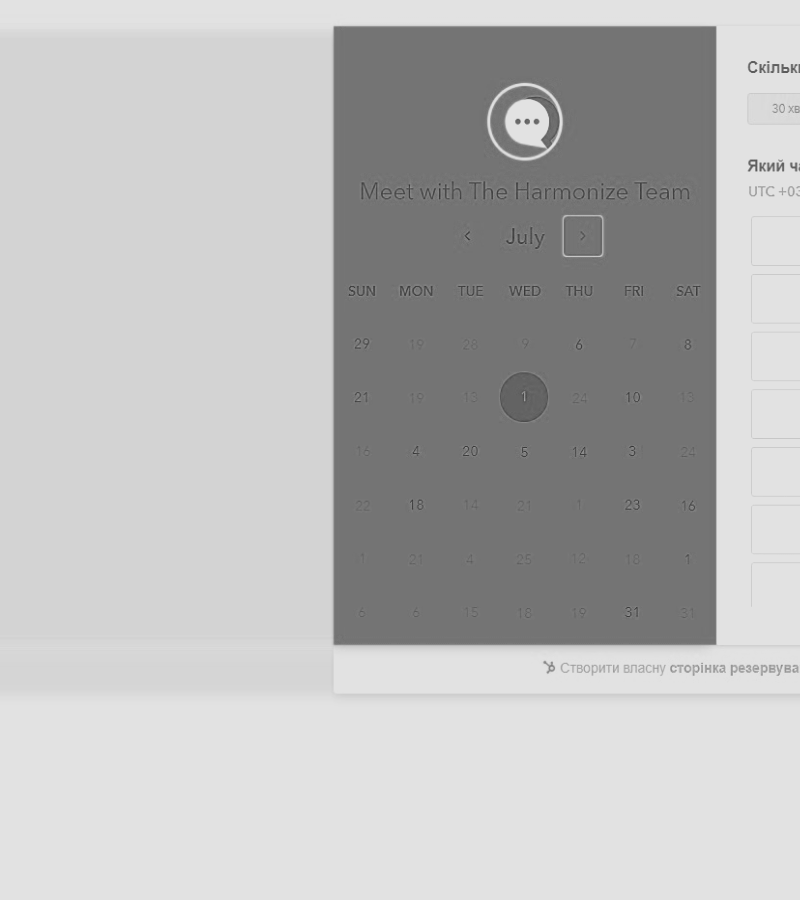 Meet with The Harmonize Team
July
SUN MON TUE WED THU FRI SAT
29 19 28 9 6 7 8
21 19 13 1 24 10 13
16 4 20 5 14 3 24
22 18 14 21 1 23 16
1 21 4 25 12 18 1
6 6 15 18 19 31 31
Скільки
30 хв
Який ча
UTC +03
Створити власну сторінка резервува